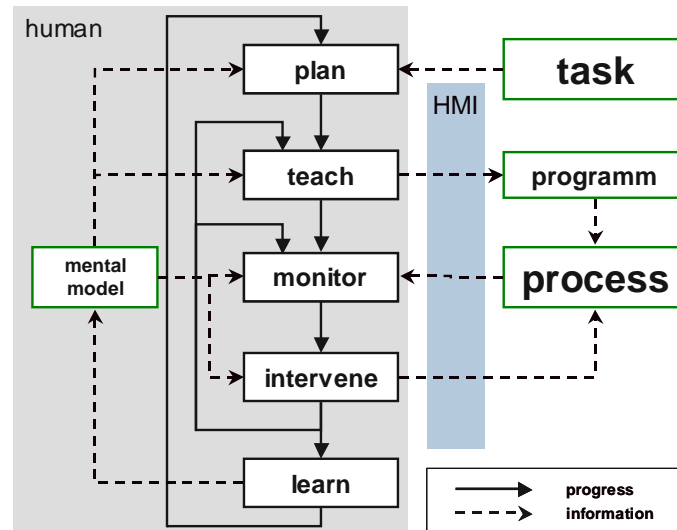 human
plan
task
HMI
teach
programm
mental
model
monitor
process
intervene
learn
progress
information